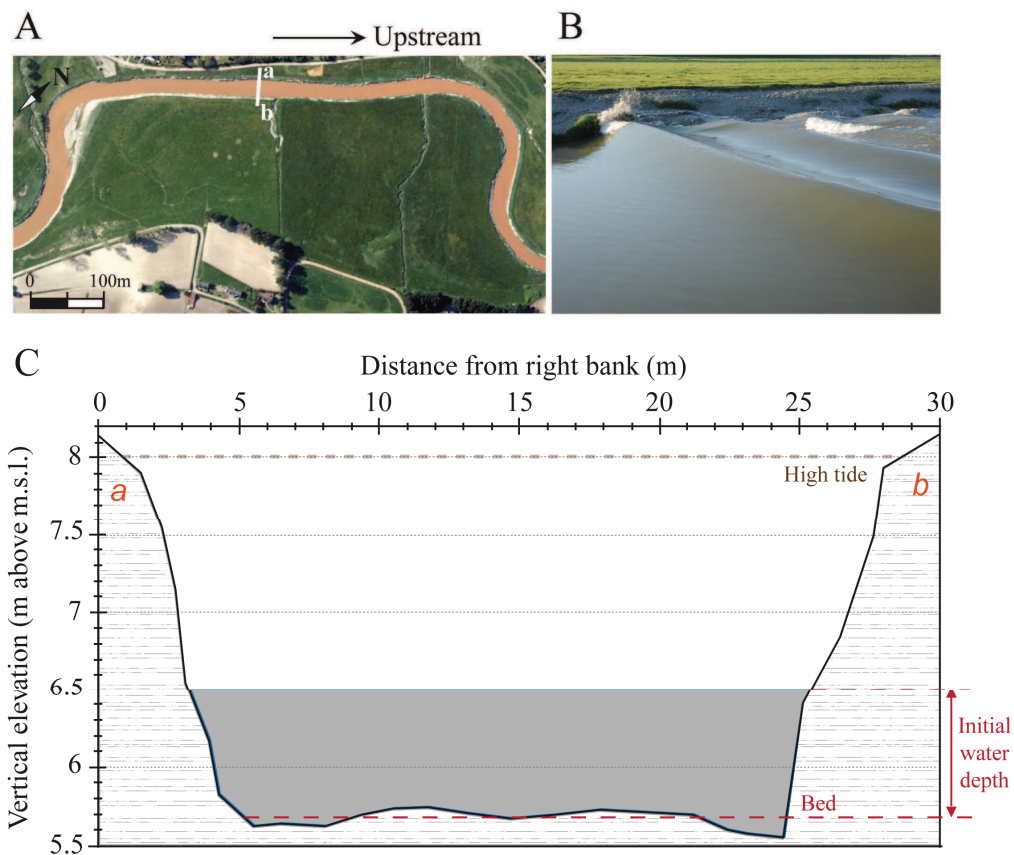 A
Upstream
B
N
a
b
0
100m
C
Distance from right bank (m)
0 5 10 15 20 25 30
Vertical elevation (m above m.s.l.)
8
High tide
a
b
7.5
7
6.5
Initial
water
depth
6
Bed
5.5